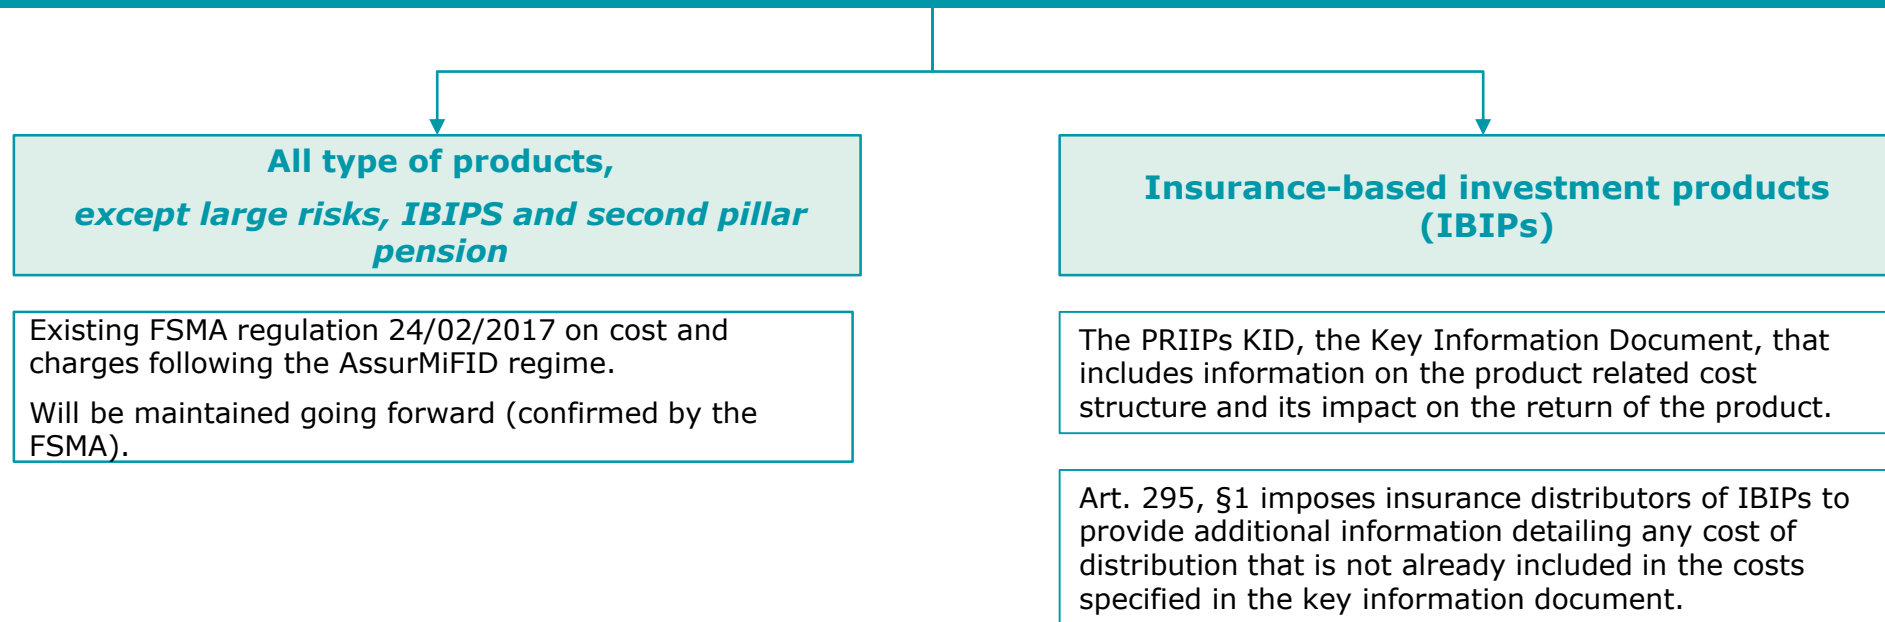 All type of products,
except large risks, IBIPS and second pillar
pension
Existing FSMA regulation 24/02/2017 on cost and
charges following the AssurMiFID regime.
Will be maintained going forward (confirmed by the
FSMA).
Insurance-based investment products
(IBIPs)
The PRIIPs KID, the Key Information Document, that
includes information on the product related cost
structure and its impact on the return of the product.
Art. 295, §1 imposes insurance distributors of IBIPs to
provide additional information detailing any cost of
distribution that is not already included in the costs
specified in the key information document.